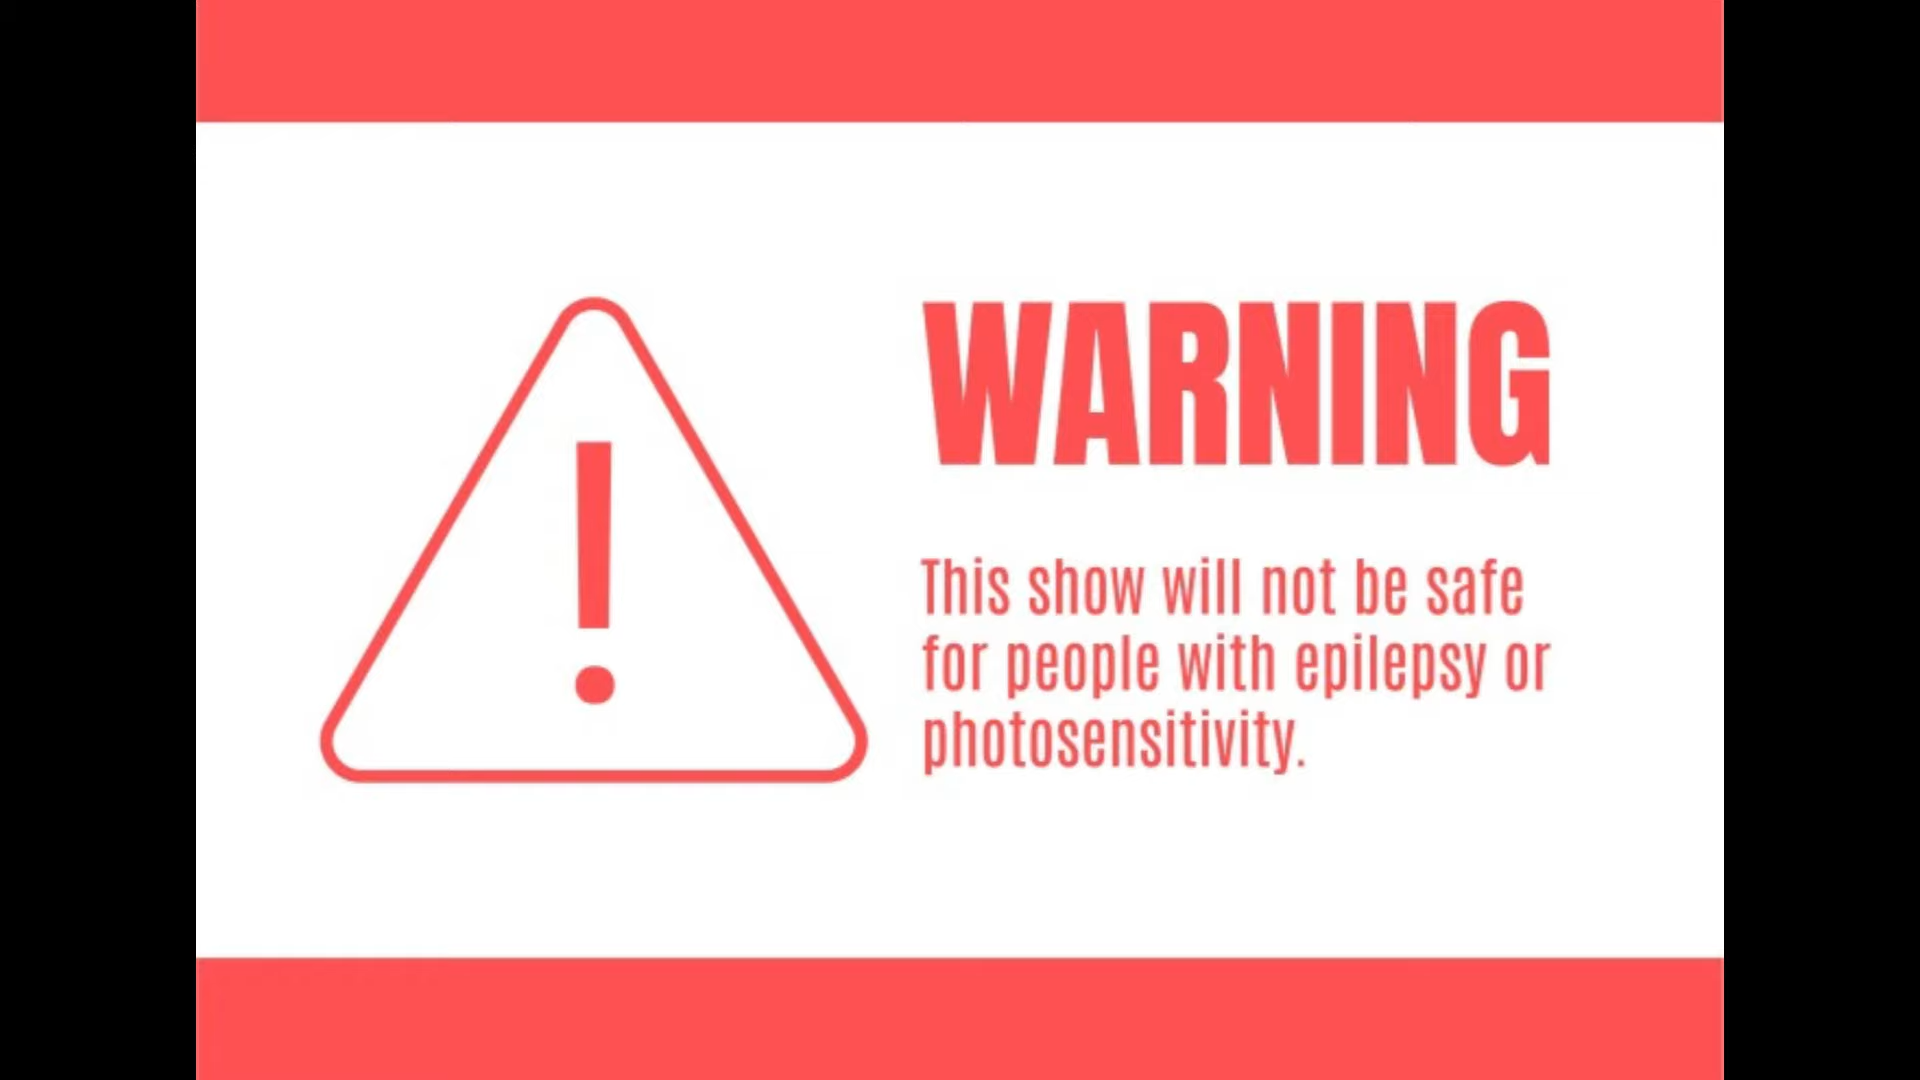 WARNING
This show will not be safe
for people with epilepsy or
photosensitivity.